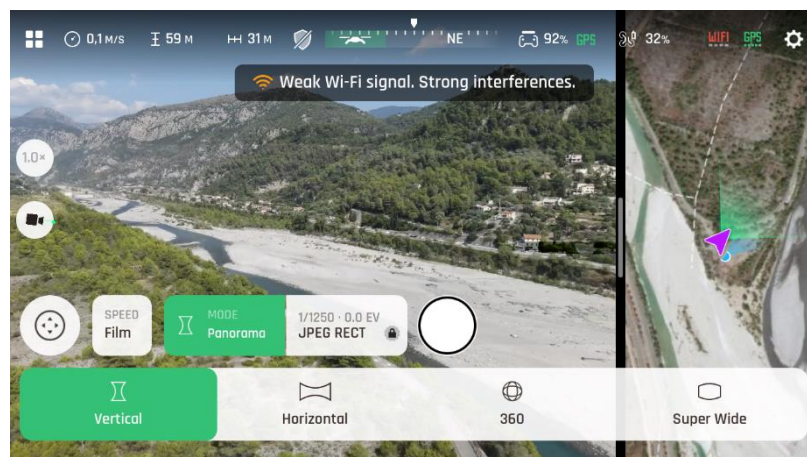 0,1 M/S
59 M
31 M
NE
92% GPS
32%
WIFI
GPS
Weak Wi-Fi signal. Strong interferences.
1.0×
SPEED
Film
MODE
Panorama
1/1250 · 0.0 EV
JPEG RECT
Vertical
Horizontal
360
Super Wide